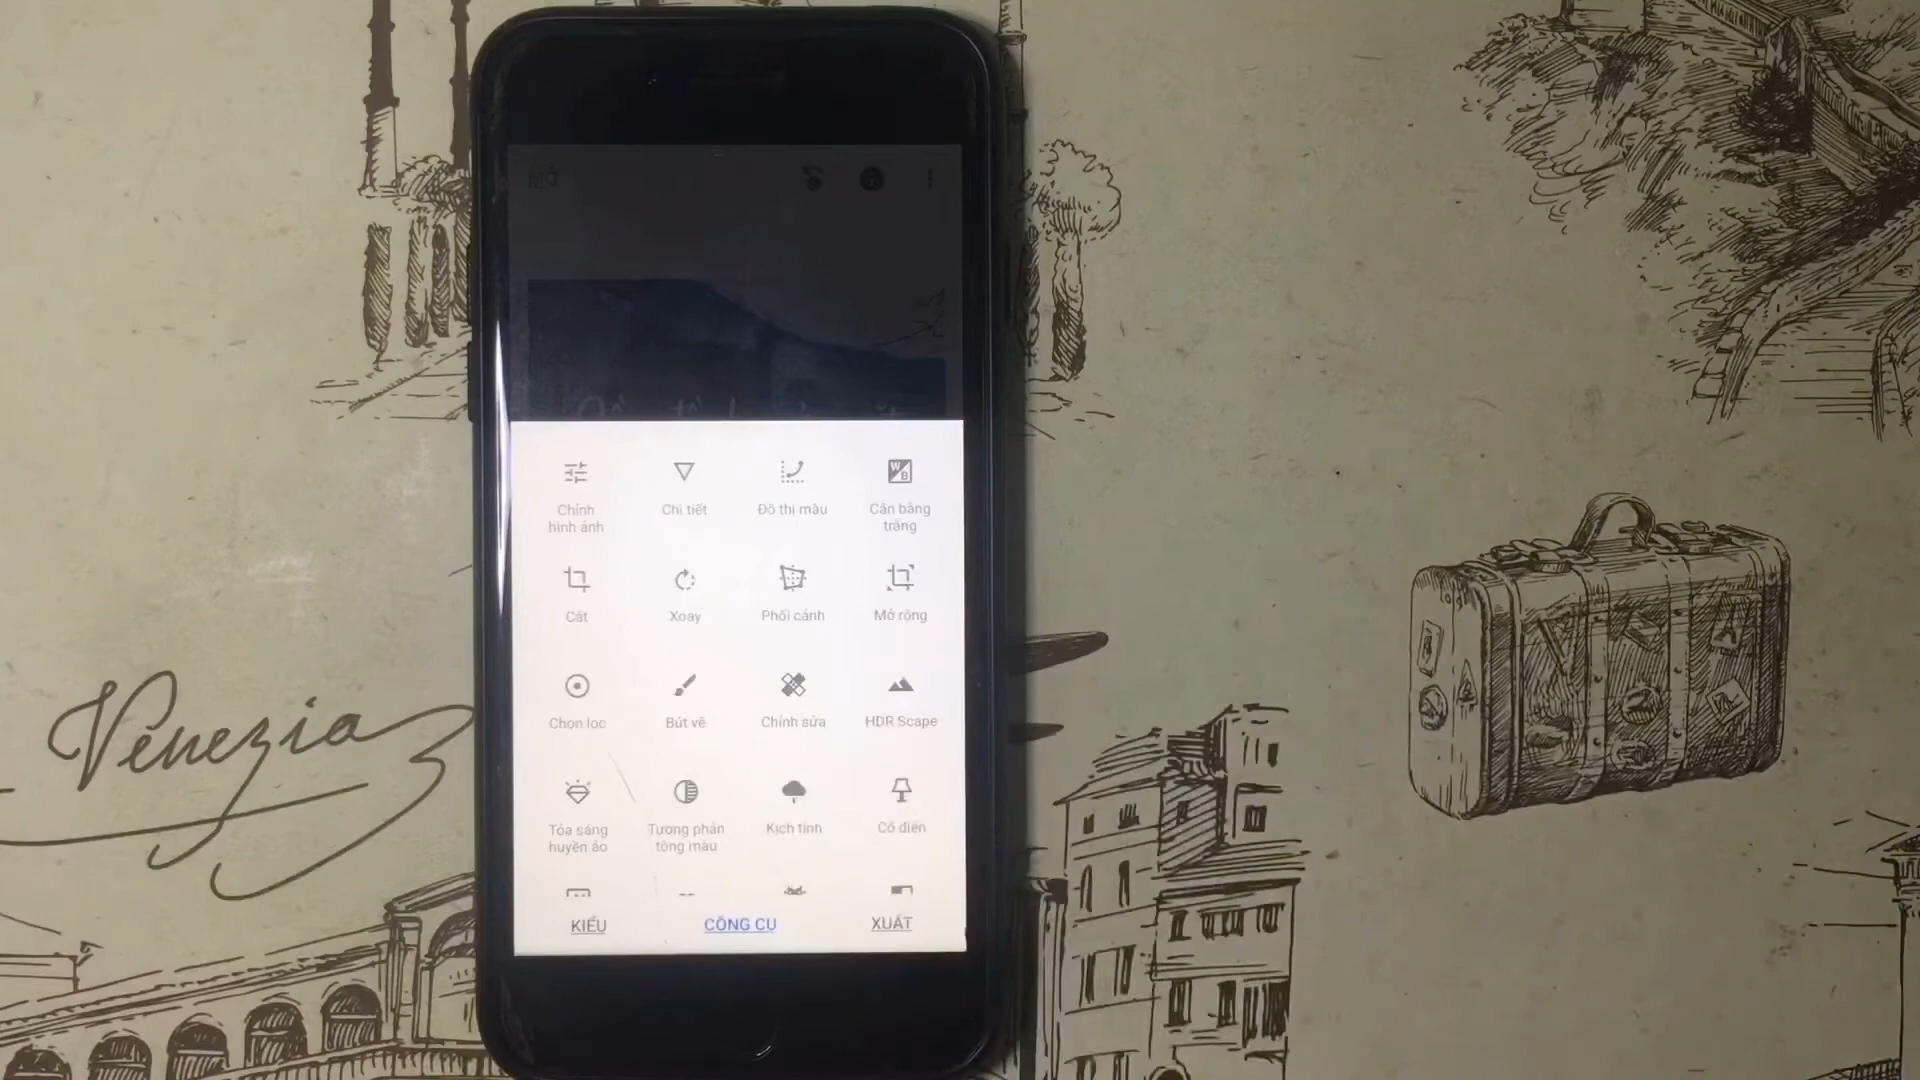 MỞ
Chỉnh
hình ảnh
Chi tiết
Đồ thị màu
Cân bằng
trắng
WB
Cắt
Xoay
Phối cảnh
Mở rộng
Chọn lọc
Bút vẽ
Chỉnh sửa
HDR Scape
Tỏa sáng
huyền ảo
Tương phản
tông màu
Kịch tính
Cổ điển
KIỂU
CÔNG CỤ
XUẤT
Venezia